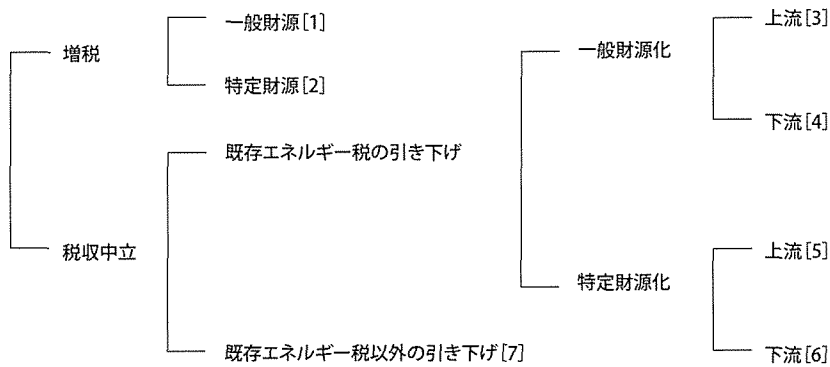 増税
一般財源[1]
特定財源[2]
税収中立
既存エネルギー税の引き下げ
一般財源化
上流[3]
下流[4]
特定財源化
上流[5]
下流[6]
既存エネルギー税以外の引き下げ[7]